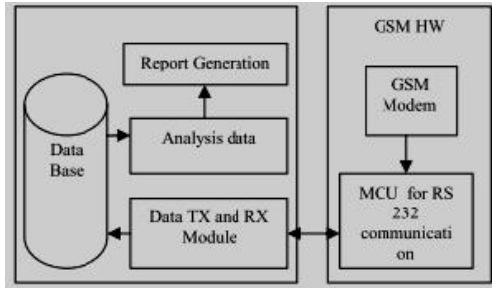 Report Generation
Data
Base
Analysis data
Data TX and RX
Module
GSM HW
GSM
Modem
MCU for RS
232
communicati
on